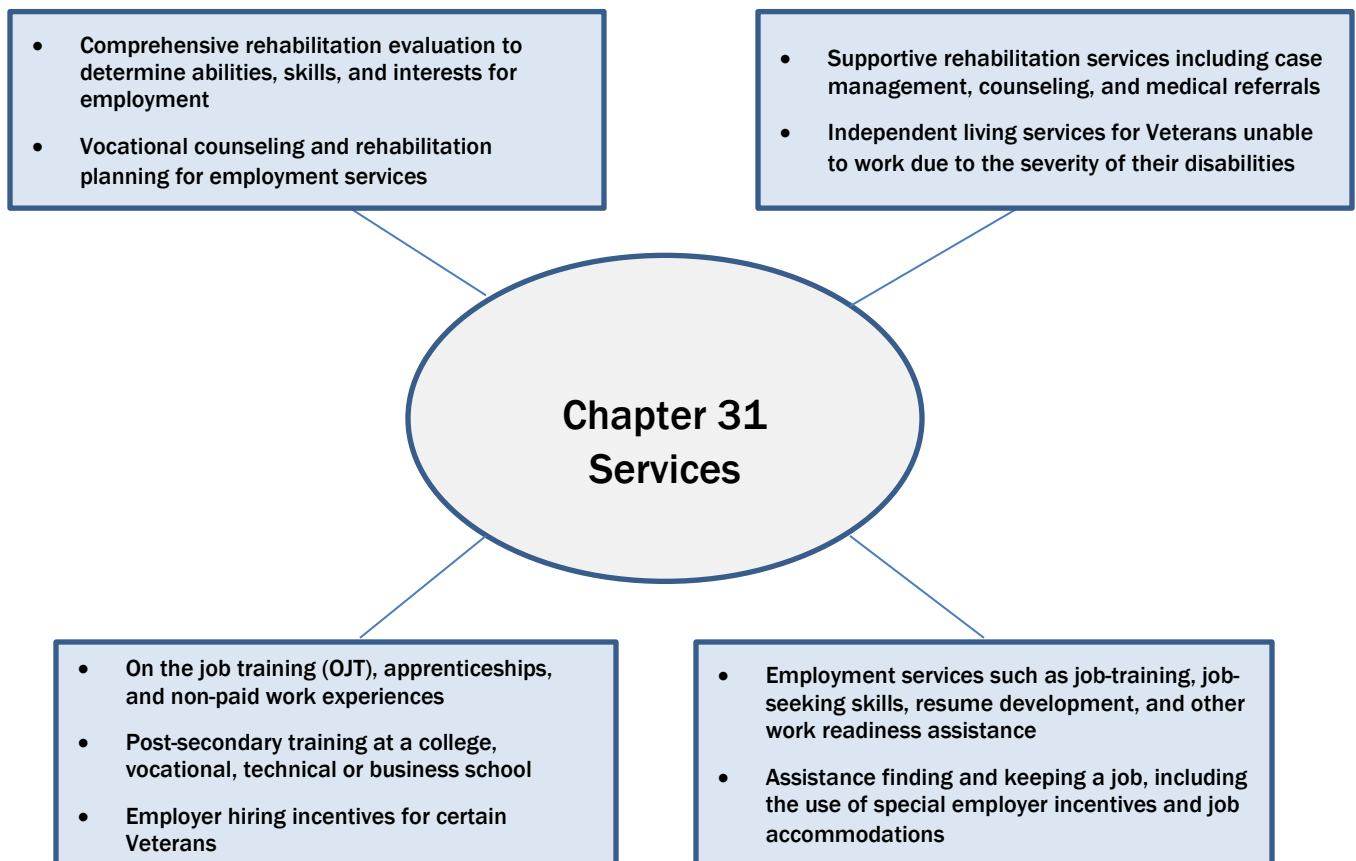 • Comprehensive rehabilitation evaluation to
determine abilities, skills, and interests for
employment
• Vocational counseling and rehabilitation
planning for employment services
• Supportive rehabilitation services including case
management, counseling, and medical referrals
• Independent living services for Veterans unable
to work due to the severity of their disabilities
Chapter 31
Services
• On the job training (OJT), apprenticeships,
and non-paid work experiences
• Post-secondary training at a college,
vocational, technical or business school
• Employer hiring incentives for certain
Veterans
• Employment services such as job-training, job-
seeking skills, resume development, and other
work readiness assistance
• Assistance finding and keeping a job, including
the use of special employer incentives and job
accommodations